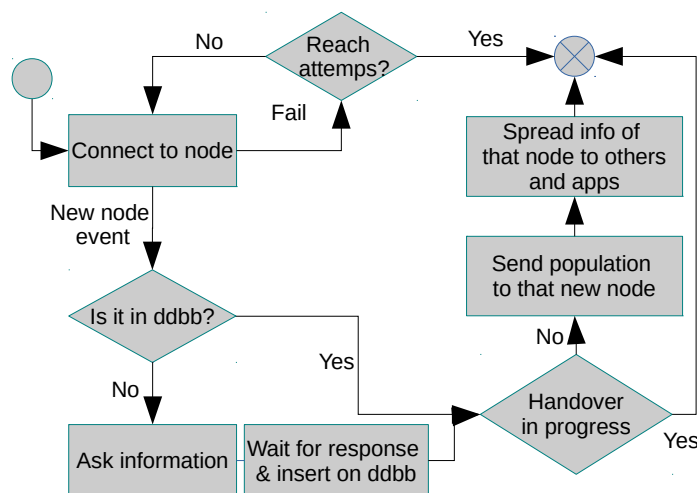 No
Reach
attemps?
Yes
Fail
Connect to node
Spread info of
that node to others
and apps
New node
event
Send population
to that new node
Is it in ddbb?
No
Yes
No
Handover
in progress
Yes
Ask information
Wait for response
& insert on ddbb